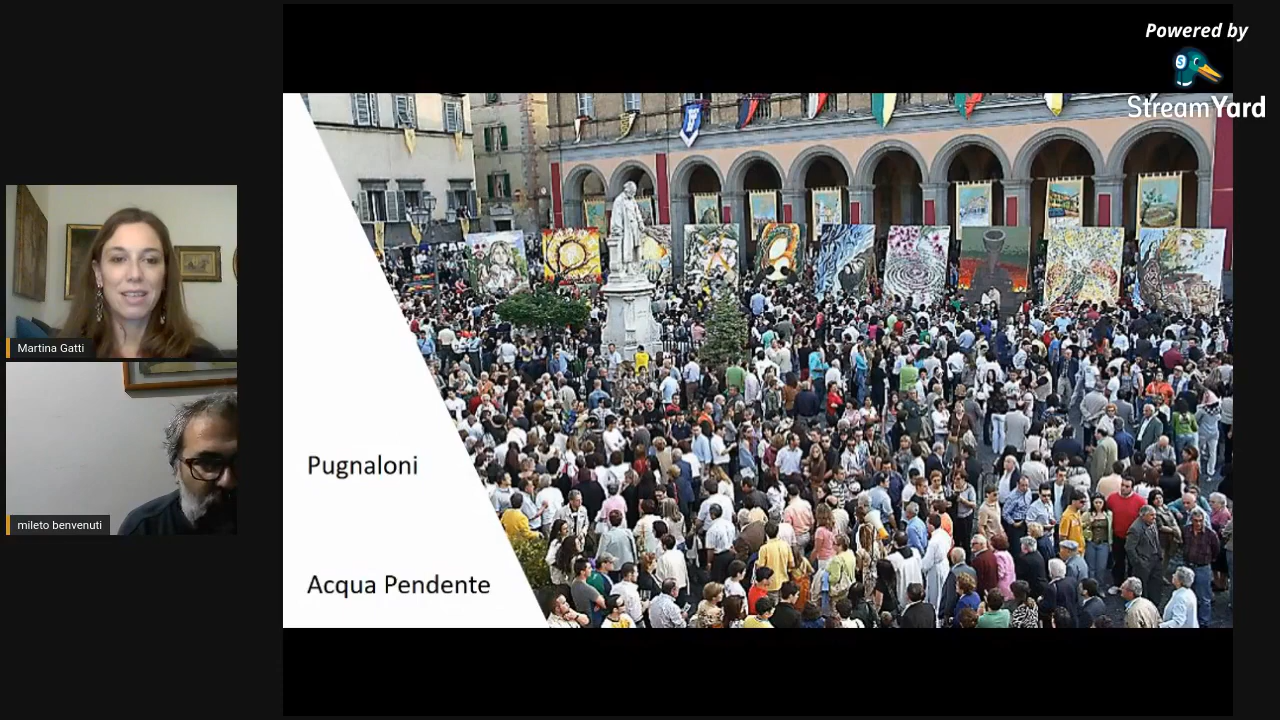 Powered by
StreamYard
Martina Gatti
mileto benvenuti
Pugnaloni
Acqua Pendente